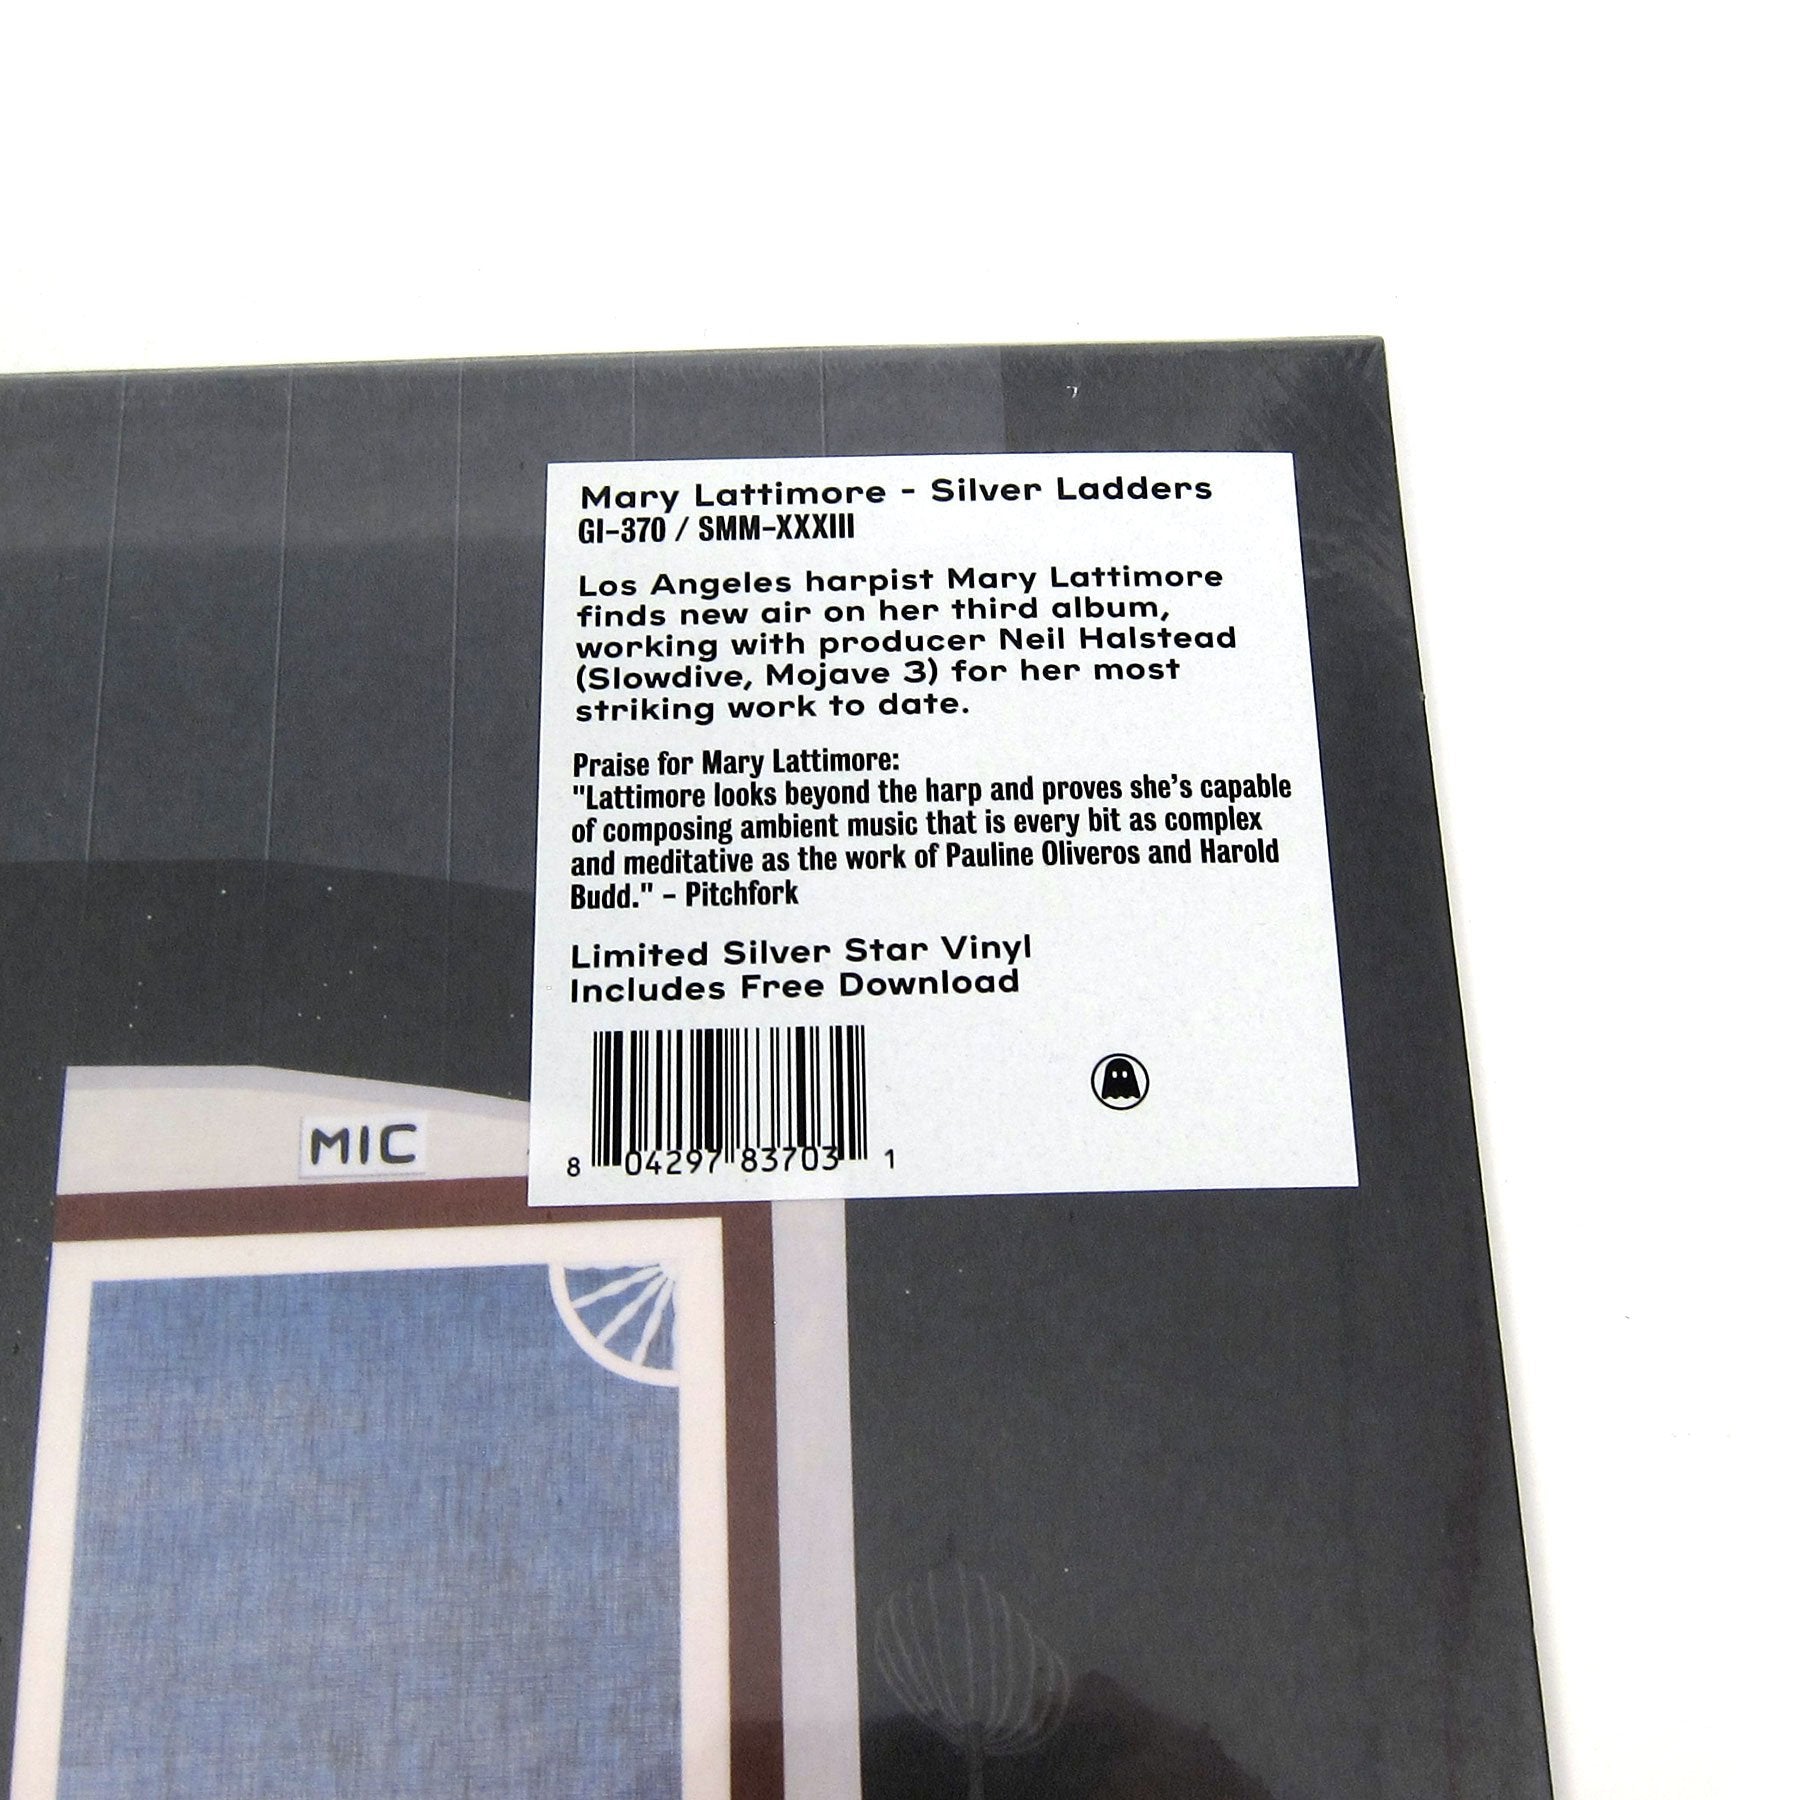 Mary Lattimore - Silver Ladders
GI-370 / SMM-XXXIII
Los Angeles harpist Mary Lattimore
finds new air on her third album,
working with producer Neil Halstead
(Slowdive, Mojave 3) for her most
striking work to date.
Praise for Mary Lattimore:
"Lattimore looks beyond the harp and proves she's capable
of composing ambient music that is every bit as complex
and meditative as the work of Pauline Oliveros and Harold
Budd." - Pitchfork
Limited Silver Star Vinyl
Includes Free Download
8 04297 83703 1
MIC